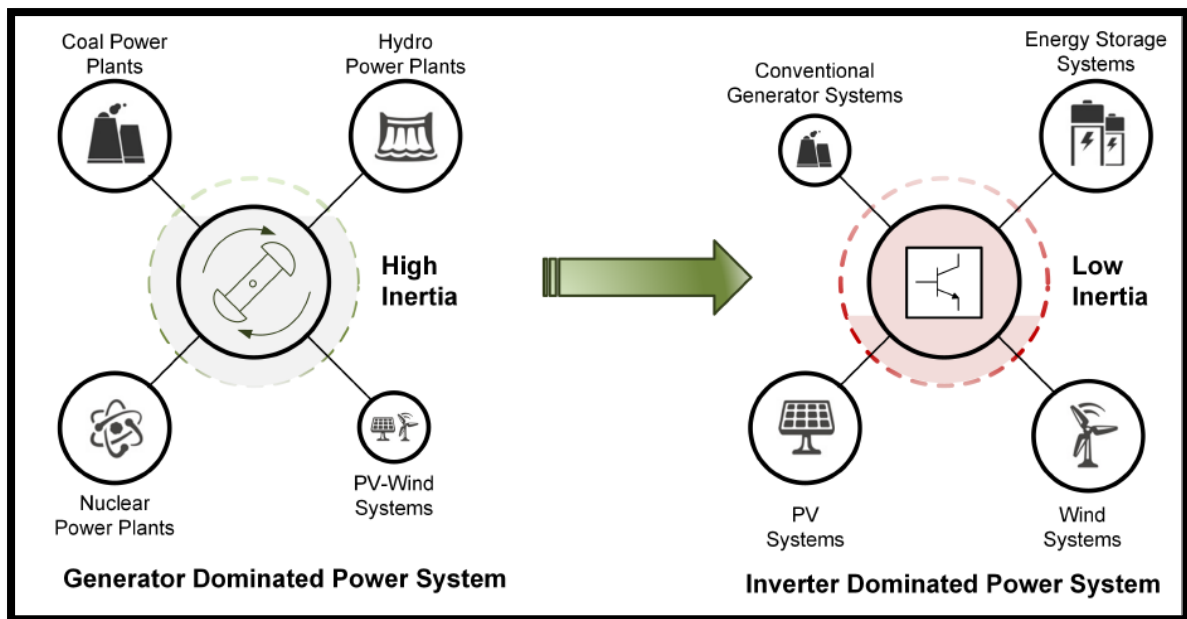 Coal Power
Plants
Hydro
Power Plants
High
Inertia
Nuclear
Power Plants
PV-Wind
Systems
Generator Dominated Power System
Conventional
Generator Systems
Energy Storage
Systems
Low
Inertia
PV
Systems
Wind
Systems
Inverter Dominated Power System